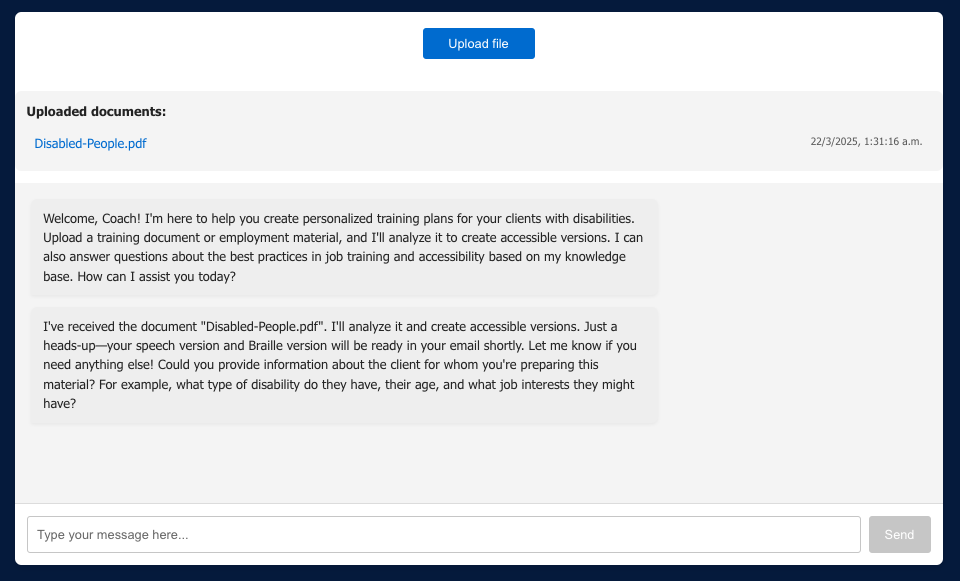 Upload file
Uploaded documents:
Disabled-People.pdf
22/3/2025, 1:31:16 a.m.
Welcome, Coach! I'm here to help you create personalized training plans for your clients with disabilities.
Upload a training document or employment material, and I'll analyze it to create accessible versions. I can
also answer questions about the best practices in job training and accessibility based on my knowledge
base. How can I assist you today?
I've received the document "Disabled-People.pdf". I'll analyze it and create accessible versions. Just a
heads-up—your speech version and Braille version will be ready in your email shortly. Let me know if you
need anything else! Could you provide information about the client for whom you're preparing this
material? For example, what type of disability do they have, their age, and what job interests they might
have?
Type your message here...
Send